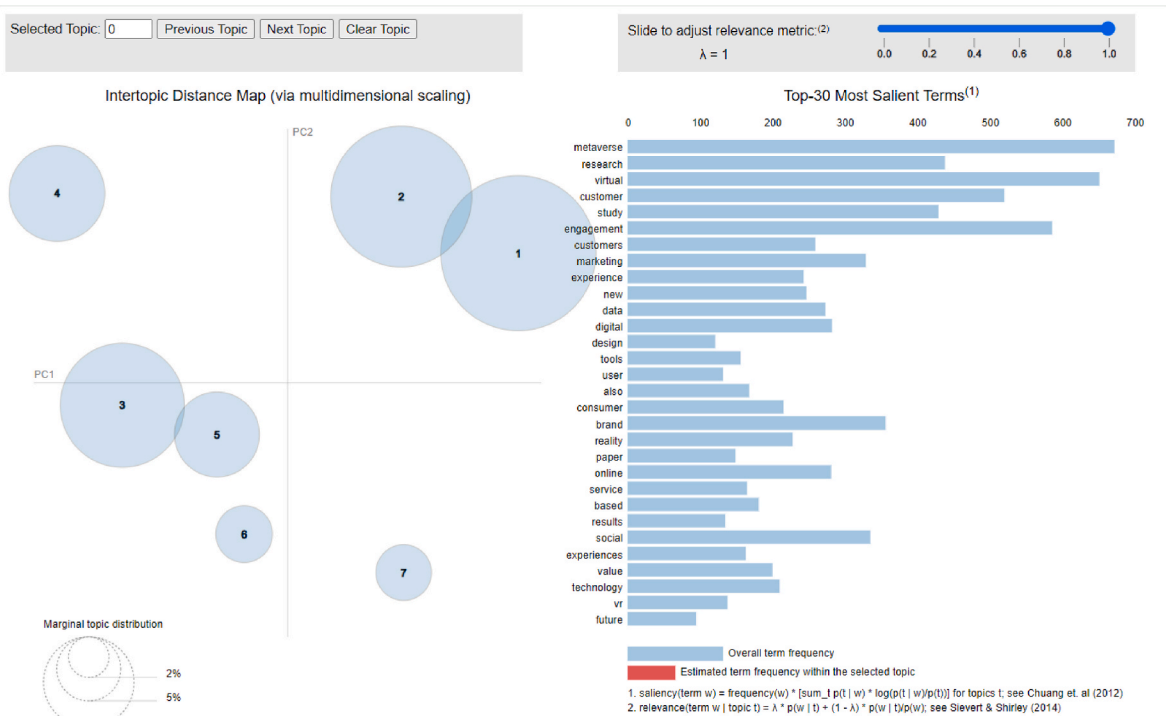 Selected Topic: 0 Previous Topic Next Topic Clear Topic
Slide to adjust relevance metric:(2)
λ = 1
0.0 0.2 0.4 0.6 0.8 1.0
Intertopic Distance Map (via multidimensional scaling)
PC2
PC1
4
2
1
3
5
6
7
Marginal topic distribution
2%
5%
Top-30 Most Salient Terms(1)
0 100 200 300 400 500 600 700
metaverse
research
virtual
customer
study
engagement
customers
marketing
experience
new
data
digital
design
tools
user
also
consumer
brand
reality
paper
online
service
based
results
social
experiences
value
technology
vr
future
Overall term frequency
Estimated term frequency within the selected topic
1. saliency(term w) = frequency(w) * [sum_t p(t | w) * log(p(t | w)/p(t))] for topics t; see Chuang et. al (2012)
2. relevance(term w | topic t) = λ * p(w | t) + (1 - λ) * p(w | t)/p(w); see Sievert & Shirley (2014)